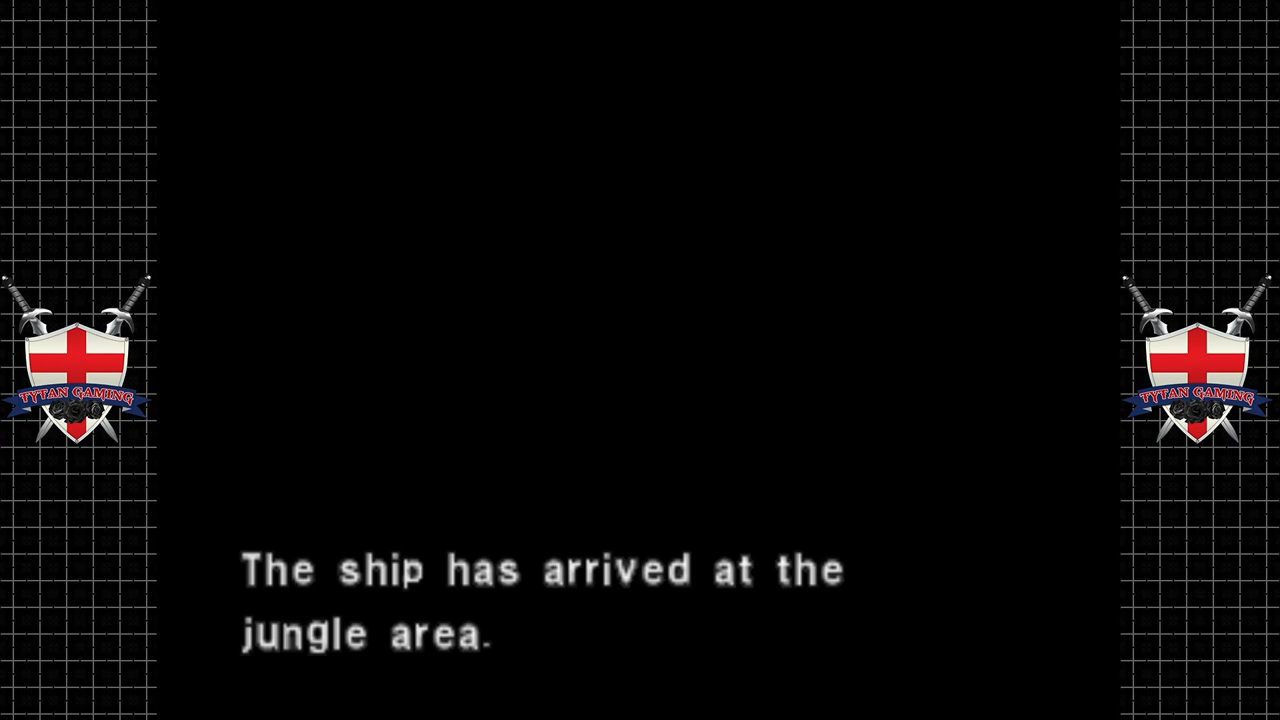 TYTAN GAMING
TYTAN GAMING
The ship has arrived at the
jungle area.